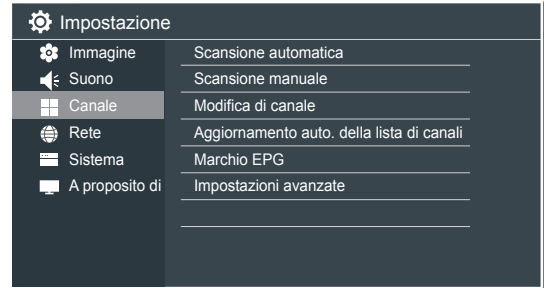 Impostazione
Immagine
Suono
Canale
Rete
Sistema
A proposito di
Scansione automatica
Scansione manuale
Modifica di canale
Aggiornamento auto. della lista di canali
Marchio EPG
Impostazioni avanzate